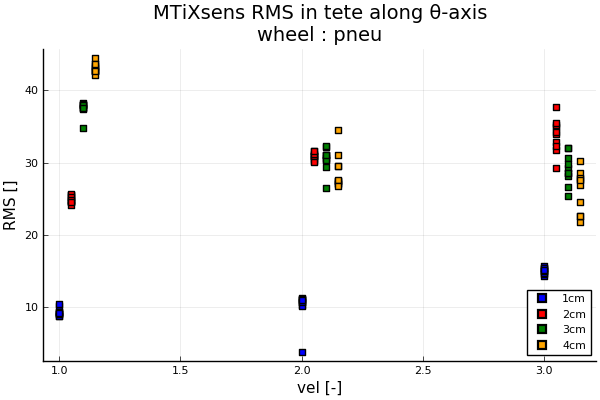 MTiXsens RMS in tete along θ-axis
wheel : pneu
RMS []
40
30
20
10
1.0
1.5
2.0
2.5
3.0
vel [-]
1cm
2cm
3cm
4cm